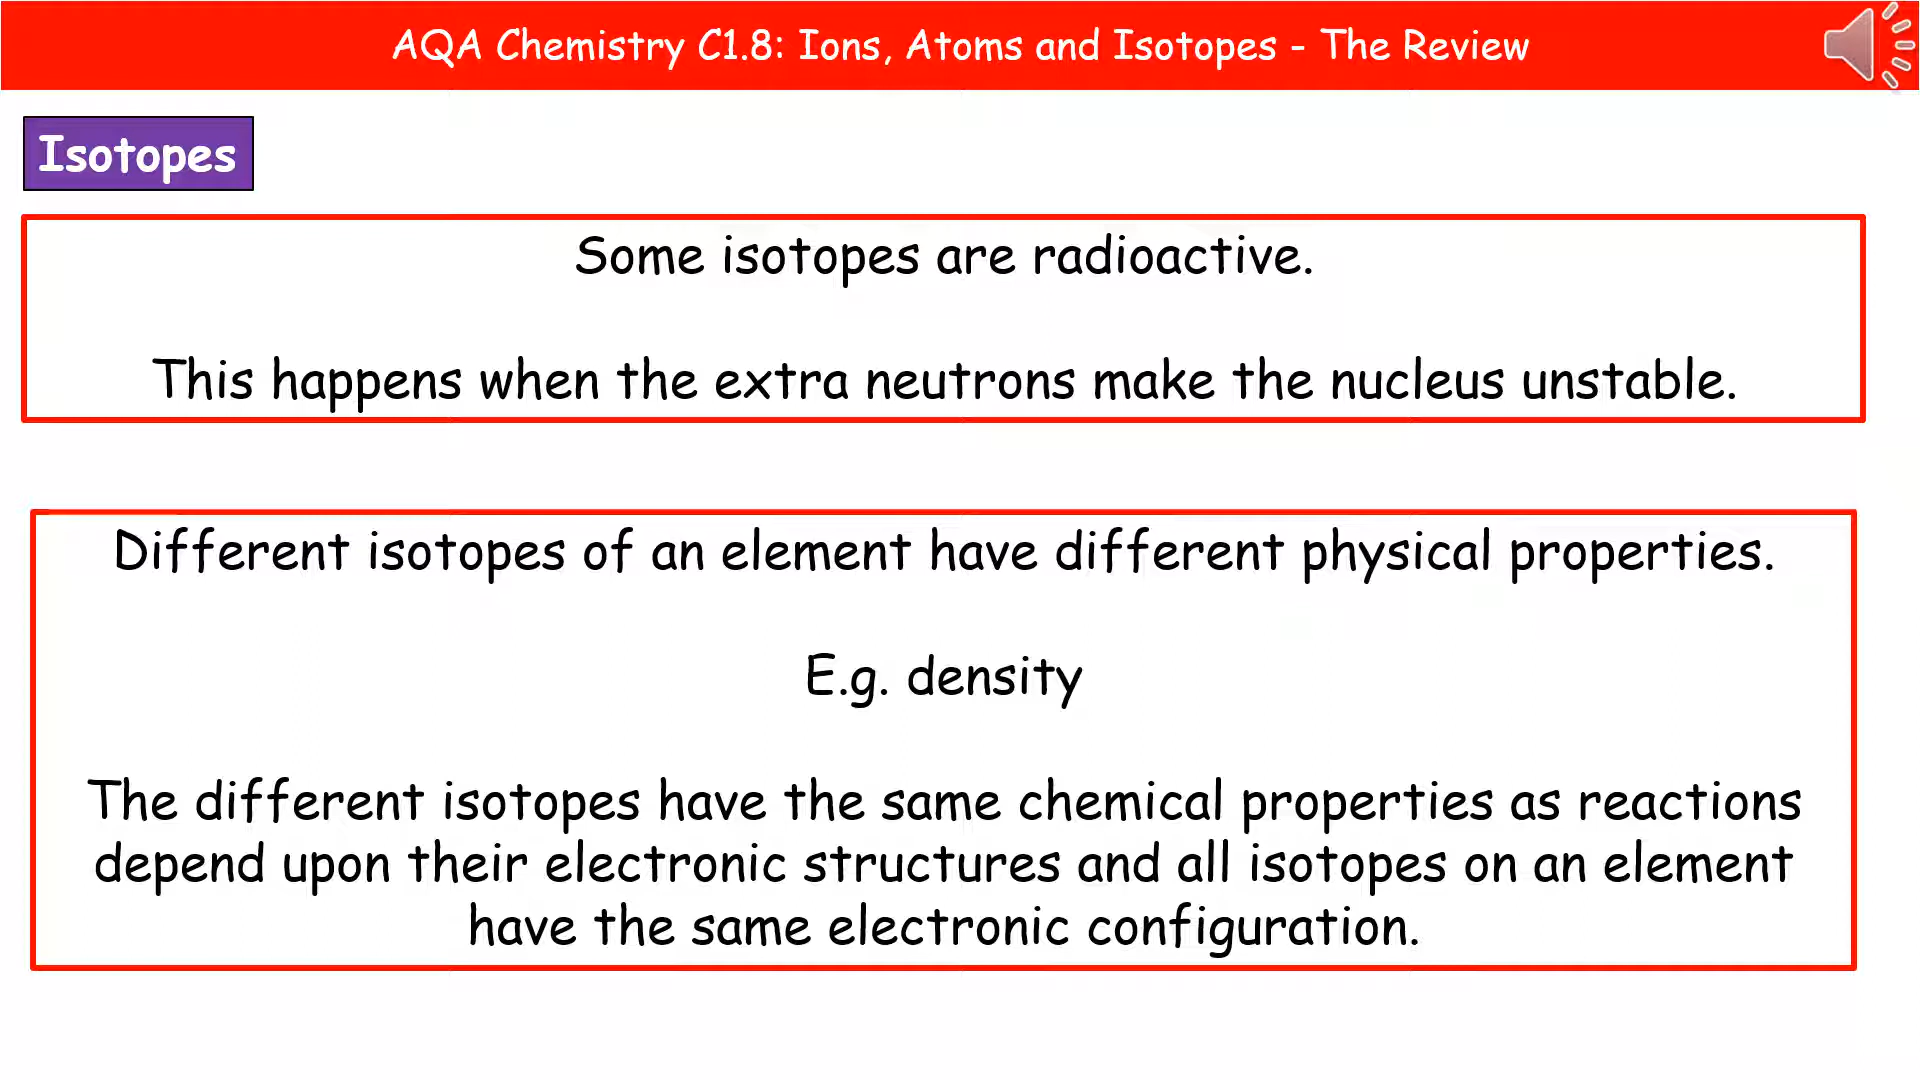 AQA Chemistry C1.8: Ions, Atoms and Isotopes - The Review
Isotopes
Some isotopes are radioactive.
This happens when the extra neutrons make the nucleus unstable.
Different isotopes of an element have different physical properties.
E.g. density
The different isotopes have the same chemical properties as reactions
depend upon their electronic structures and all isotopes on an element
have the same electronic configuration.